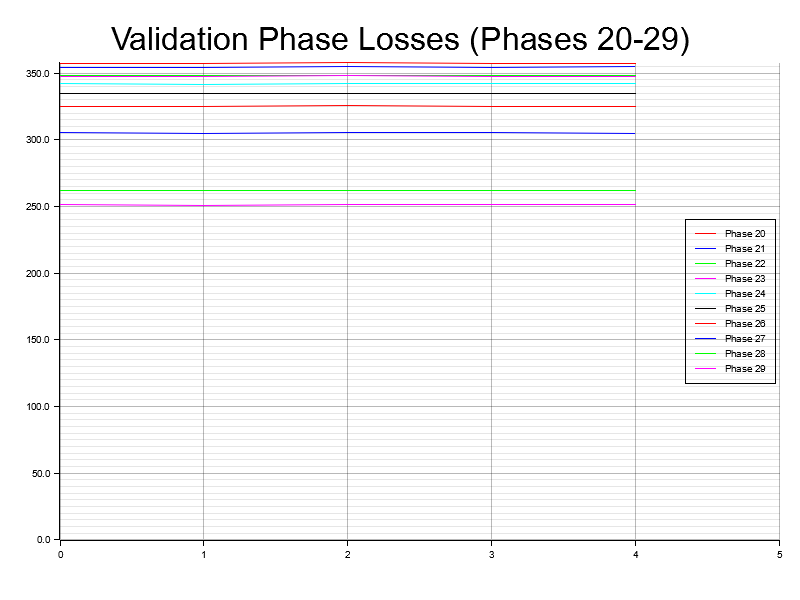 Validation Phase Losses (Phases 20-29)
350.0
300.0
250.0
200.0
150.0
100.0
50.0
0.0
0 1 2 3 4 5
Phase 20
Phase 21
Phase 22
Phase 23
Phase 24
Phase 25
Phase 26
Phase 27
Phase 28
Phase 29